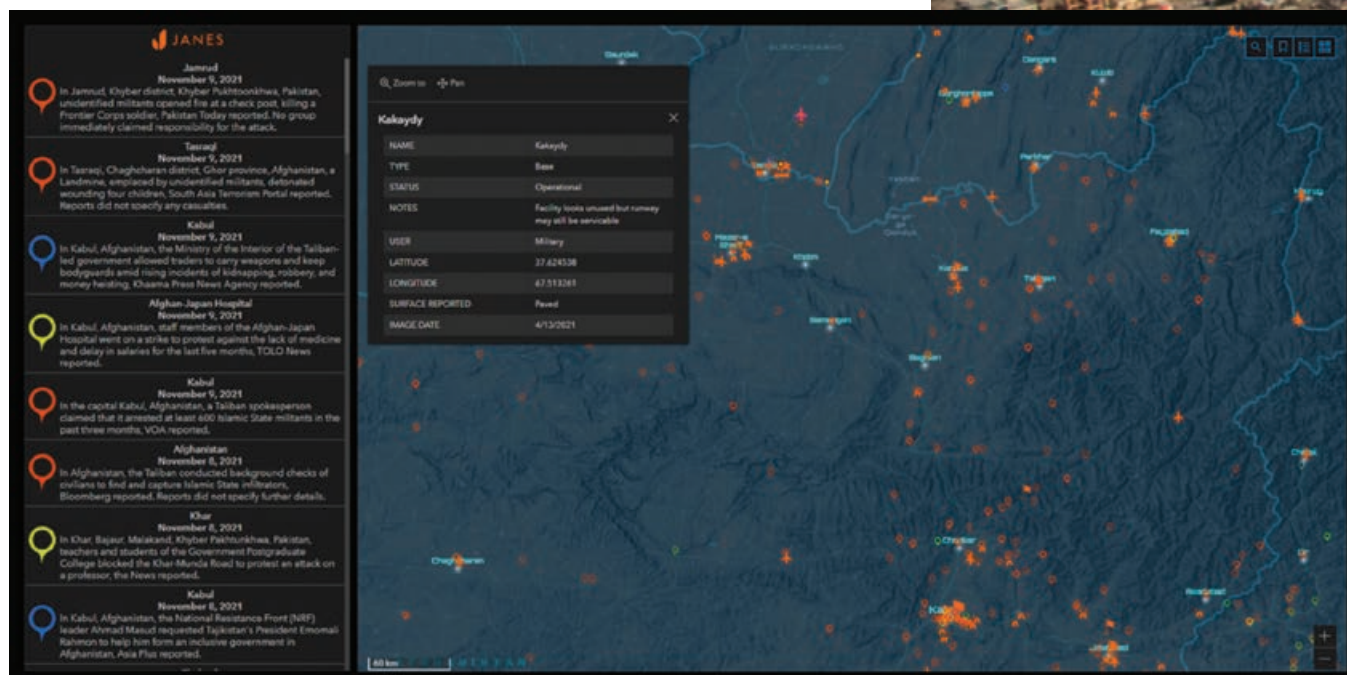 JANES
Jamrud
November 9, 2021
In Jamrud, Khyber district, Khyber Pukhtoonkhwa, Pakistan,
unidentified militants opened fire at a check post, killing a
Frontier Corps soldier, Pakistan Today reported. No group
immediately claimed responsibility for the attack.
Tasraqi
November 9, 2021
In Tasraqi, Chaghcharan district, Ghor province, Afghanistan, a
Landmine, emplaced by unidentified militants, detonated
wounding four children, South Asia Terrorism Portal reported.
Reports did not specify any casualties.
Kabul
November 9, 2021
In Kabul, Afghanistan, the Ministry of the Interior of the Taliban-
led government allowed traders to carry weapons and keep
bodyguards amid rising incidents of kidnapping, robbery, and
money heisting, Khaama Press News Agency reported.
Afghan-Japan Hospital
November 9, 2021
In Kabul, Afghanistan, staff members of the Afghan-Japan
Hospital went on a strike to protest against the lack of medicine
and delay in salaries for the last five months, TOLO News
reported.
Kabul
November 9, 2021
In the capital Kabul, Afghanistan, a Taliban spokesperson
claimed that it arrested at least 600 Islamic State militants in the
past three months, VOA reported.
Afghanistan
November 8, 2021
In Afghanistan, the Taliban conducted background checks of
civilians to find and capture Islamic State infiltrators,
Bloomberg reported. Reports did not specify further details.
Khar
November 8, 2021
In Khar, Bajaur, Malakand, Khyber Pakhtunkhwa, Pakistan,
teachers and students of the Government Postgraduate
College blocked the Khar-Munda Road to protest an attack on
a professor, the News reported.
Kabul
November 8, 2021
In Kabul, Afghanistan, the National Resistance Front (NRF)
leader Ahmad Masud requested Tajikistan's President Emomali
Rahmon to help him form an inclusive government in
Afghanistan, Asia Plus reported.
Zoom to Pan
Kakaydy
NAME Kakaydy
TYPE Base
STATUS Operational
NOTES Facility looks unused but runway
may still be servicable
USER Military
LATITUDE 37.624538
LONGITUDE 67.513261
SURFACE REPORTED Paved
IMAGE DATE 4/13/2021
Kulob
Parkhar
Khorog
Faizabad
Kholm
Kunduz
Taloqan
Baghlan
Chitral
Chaghcharan
Charikar
Dir
Asadabad
Jalalabad
60 km